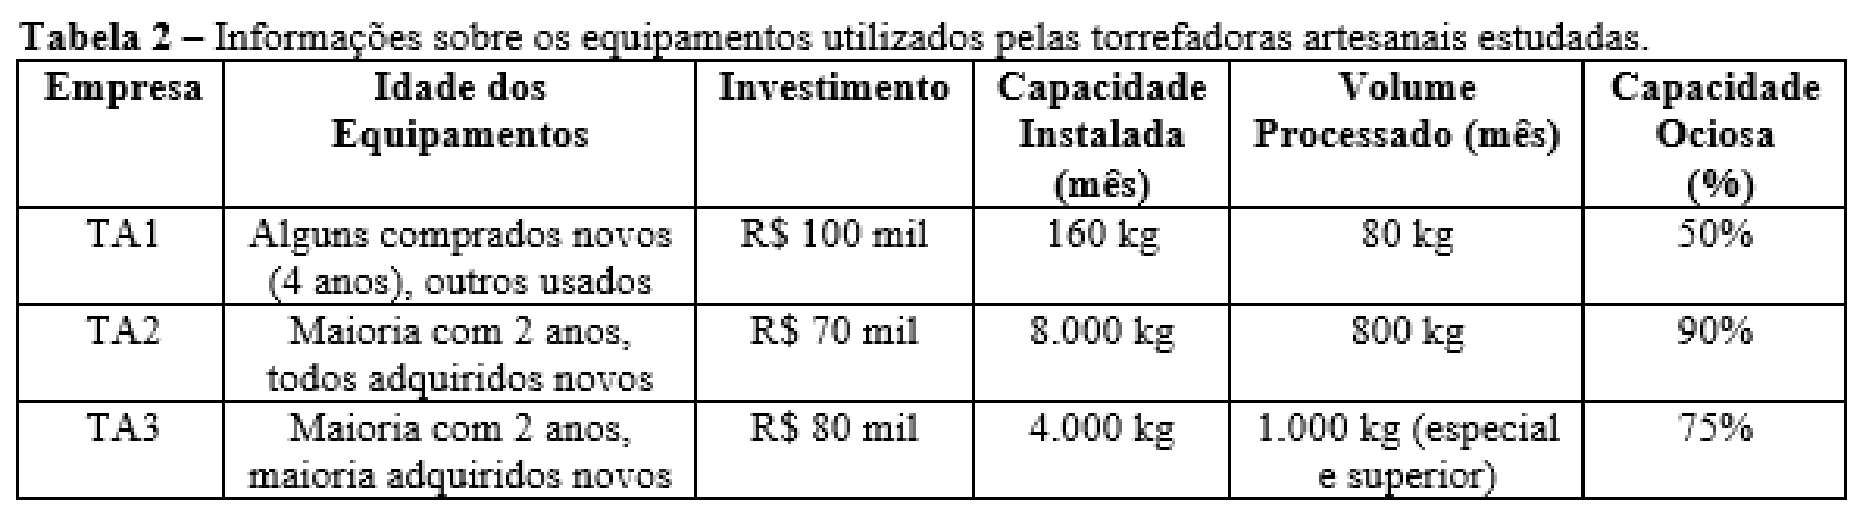 Tabela 2 – Informações sobre os equipamentos utilizados pelas torrefadoras artesanais estudadas.
Empresa Idade dos Equipamentos Investimento Capacidade Instalada (mês) Volume Processado (mês) Capacidade Ociosa (%)
TA1 Alguns comprados novos (4 anos), outros usados R$ 100 mil 160 kg 80 kg 50%
TA2 Maioria com 2 anos, todos adquiridos novos R$ 70 mil 8.000 kg 800 kg 90%
TA3 Maioria com 2 anos, maioria adquiridos novos R$ 80 mil 4.000 kg 1.000 kg (especial e superior) 75%